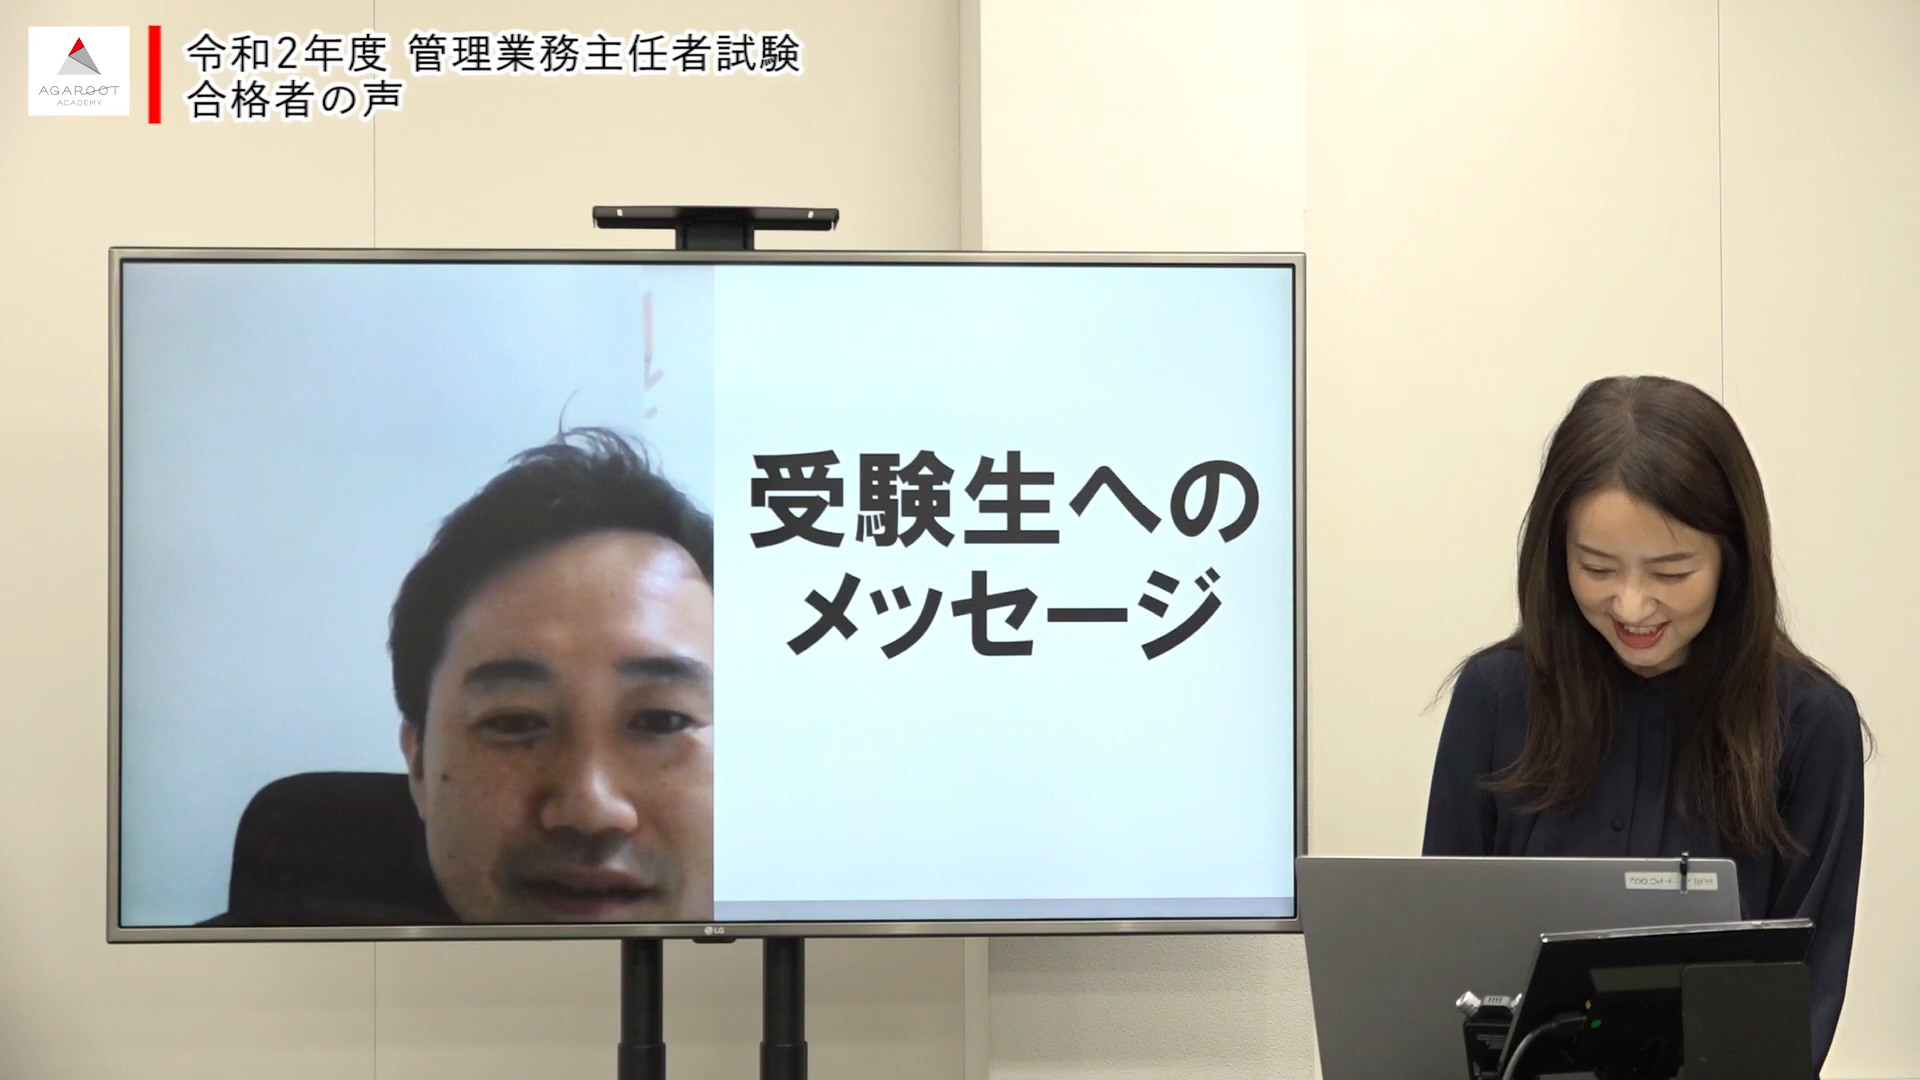 AGAROOT
ACADEMY
令和2年度 管理業務主任者試験
合格者の声
受験生への
メッセージ
LG